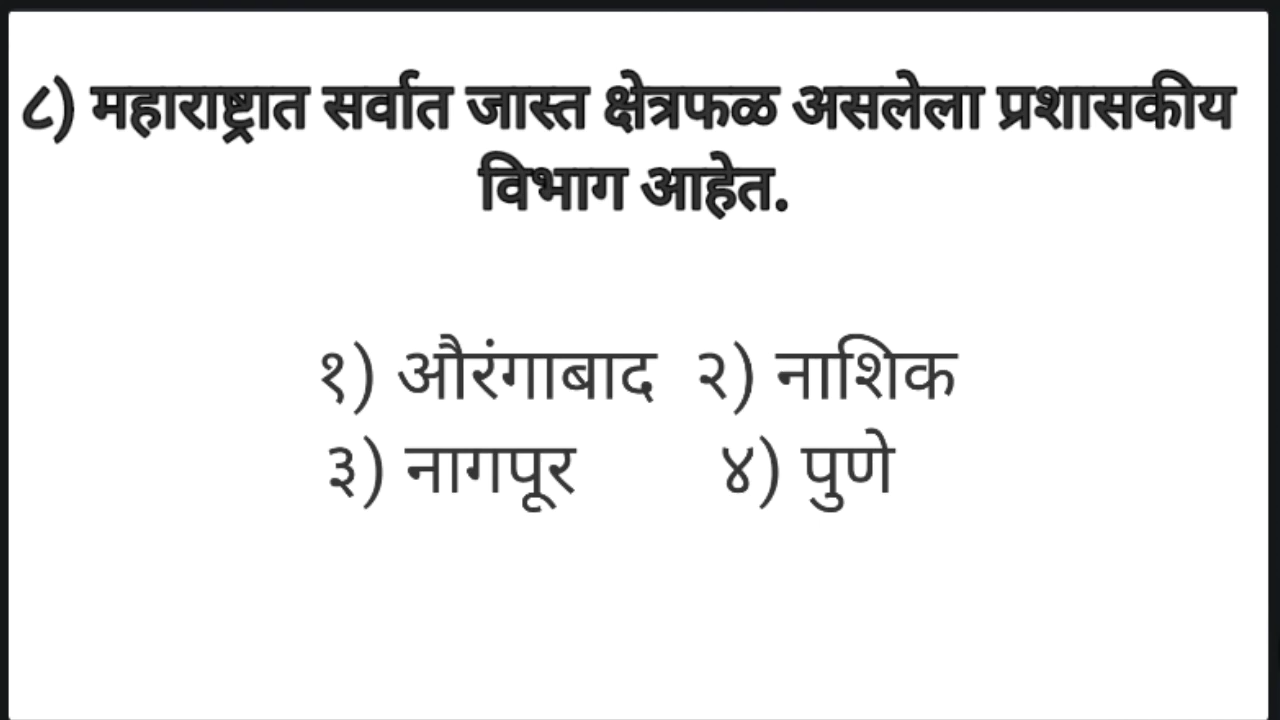 ८) महाराष्ट्रात सर्वात जास्त क्षेत्रफळ असलेला प्रशासकीय
विभाग आहेत.
१) औरंगाबाद २) नाशिक
३) नागपूर ४) पुणे